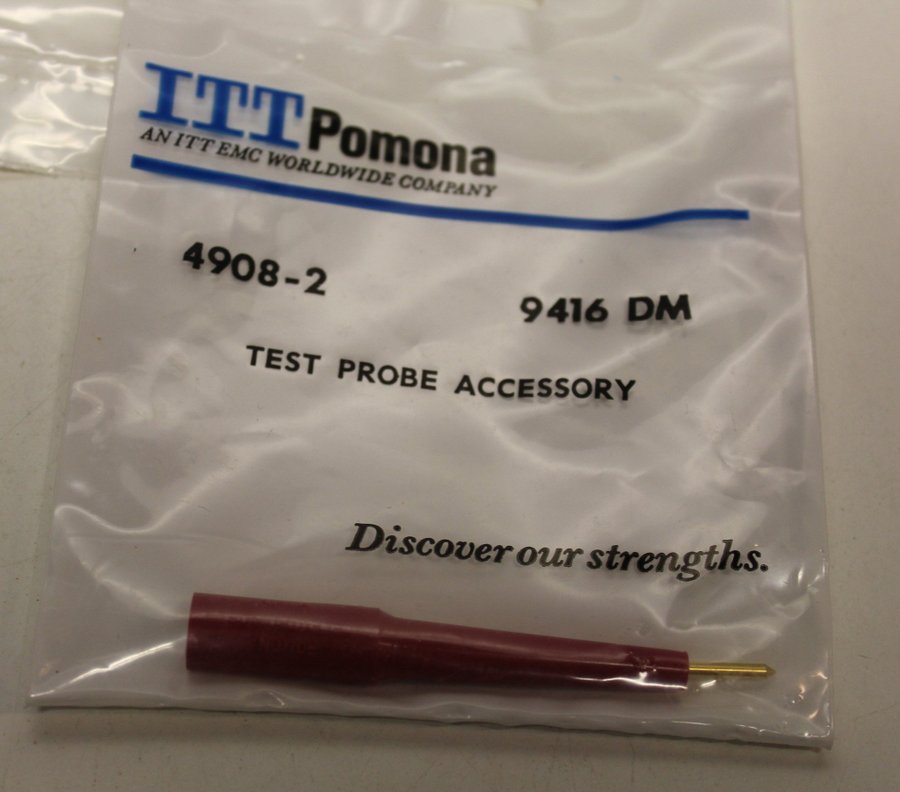 ITT Pomona
AN ITT EMC WORLDWIDE COMPANY
4908-2
9416 DM
TEST PROBE ACCESSORY
Discover our strengths.